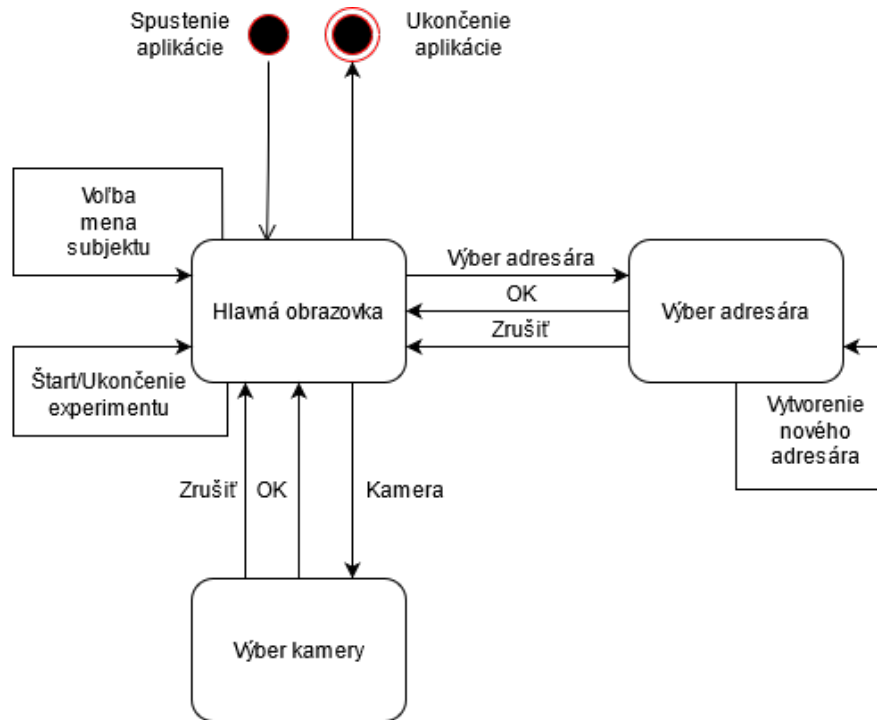 Spustenie
aplikácie
Ukončenie
aplikácie
Voľba
mena
subjektu
Výber adresára
OK
Hlavná obrazovka
Výber adresára
Zrušiť
Štart/Ukončenie
experimentu
Vytvorenie
nového
adresára
Zrušiť
OK
Kamera
Výber kamery